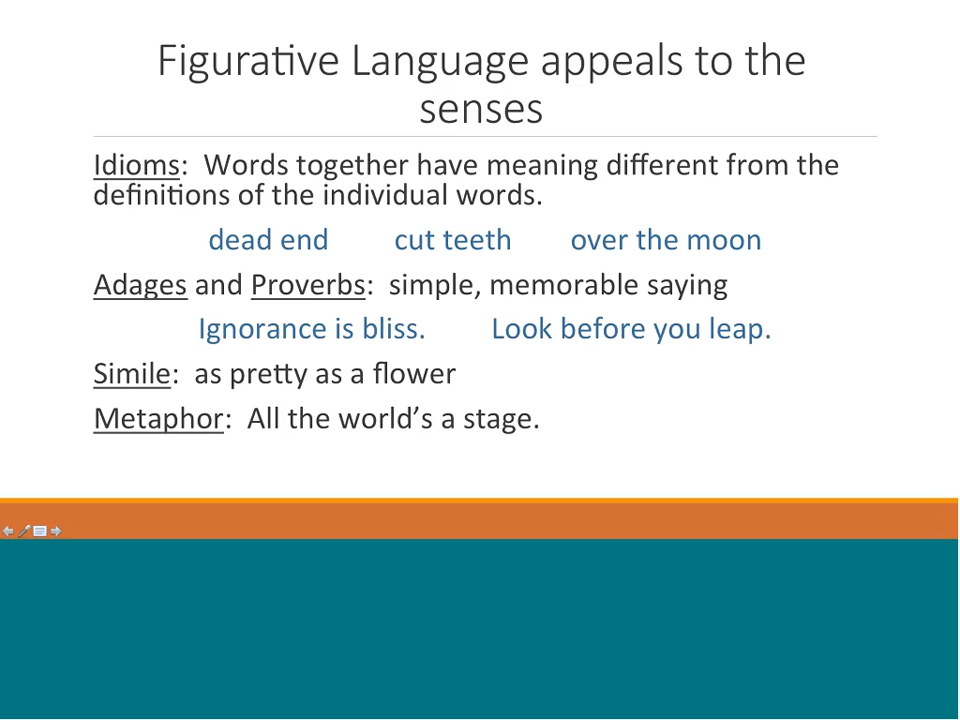 Figurative Language appeals to the
senses
Idioms:  Words together have meaning different from the
definitions of the individual words.
dead end cut teeth over the moon
Adages and Proverbs:  simple, memorable saying
Ignorance is bliss. Look before you leap.
Simile:  as pretty as a flower
Metaphor:  All the world’s a stage.